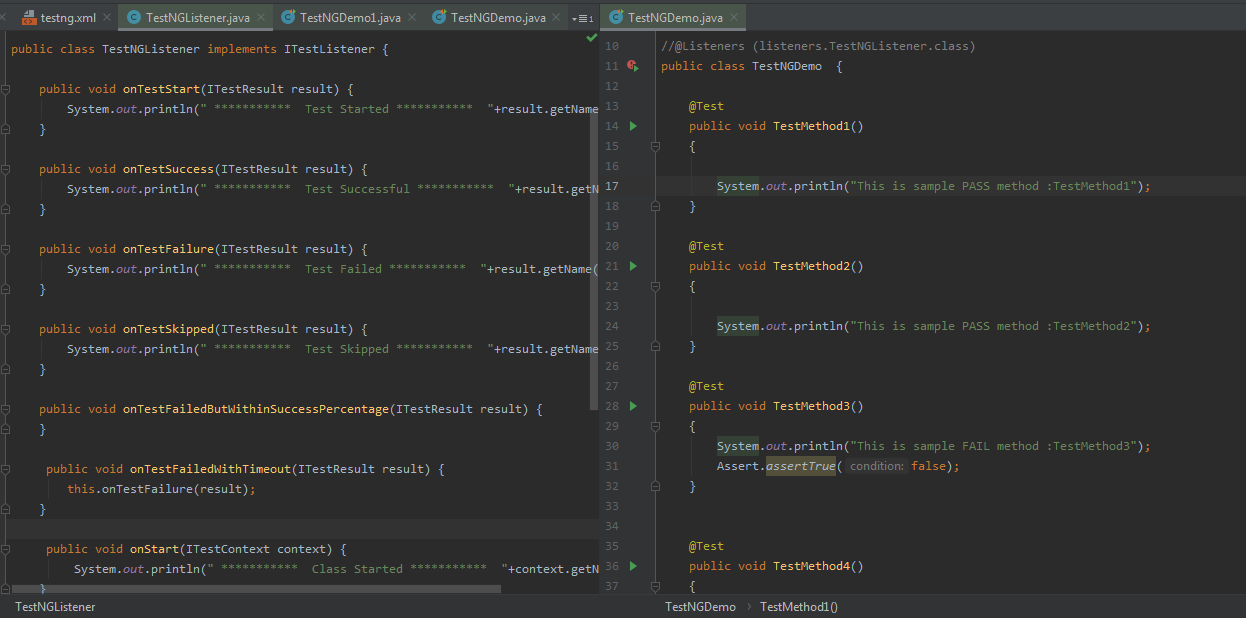 testng.xml TestNGListener.java TestNGDemo1.java TestNGDemo.java 1
public class TestNGListener implements ITestListener {
public void onTestStart(ITestResult result) {
System.out.println(" ***********  Test Started ***********  "+result.getName
}
public void onTestSuccess(ITestResult result) {
System.out.println(" ***********  Test Successful ***********  "+result.getN
}
public void onTestFailure(ITestResult result) {
System.out.println(" ***********  Test Failed ***********  "+result.getName(
}
public void onTestSkipped(ITestResult result) {
System.out.println(" ***********  Test Skipped ***********  "+result.getName
}
public void onTestFailedButWithinSuccessPercentage(ITestResult result) {
}
public void onTestFailedWithTimeout(ITestResult result) {
this.onTestFailure(result);
}
public void onStart(ITestContext context) {
System.out.println(" ***********  Class Started ***********  "+context.getN
}
TestNGListener
TestNGDemo.java
10 //@Listeners (listeners.TestNGListener.class)
11 public class TestNGDemo  {
12
13 @Test
14 public void TestMethod1()
15 {
16
17 System.out.println("This is sample PASS method :TestMethod1");
18 }
19
20 @Test
21 public void TestMethod2()
22 {
23
24 System.out.println("This is sample PASS method :TestMethod2");
25 }
26
27 @Test
28 public void TestMethod3()
29 {
30 System.out.println("This is sample FAIL method :TestMethod3");
31 Assert.assertTrue( condition: false);
32 }
33
34
35 @Test
36 public void TestMethod4()
37 {
TestNGDemo › TestMethod1()